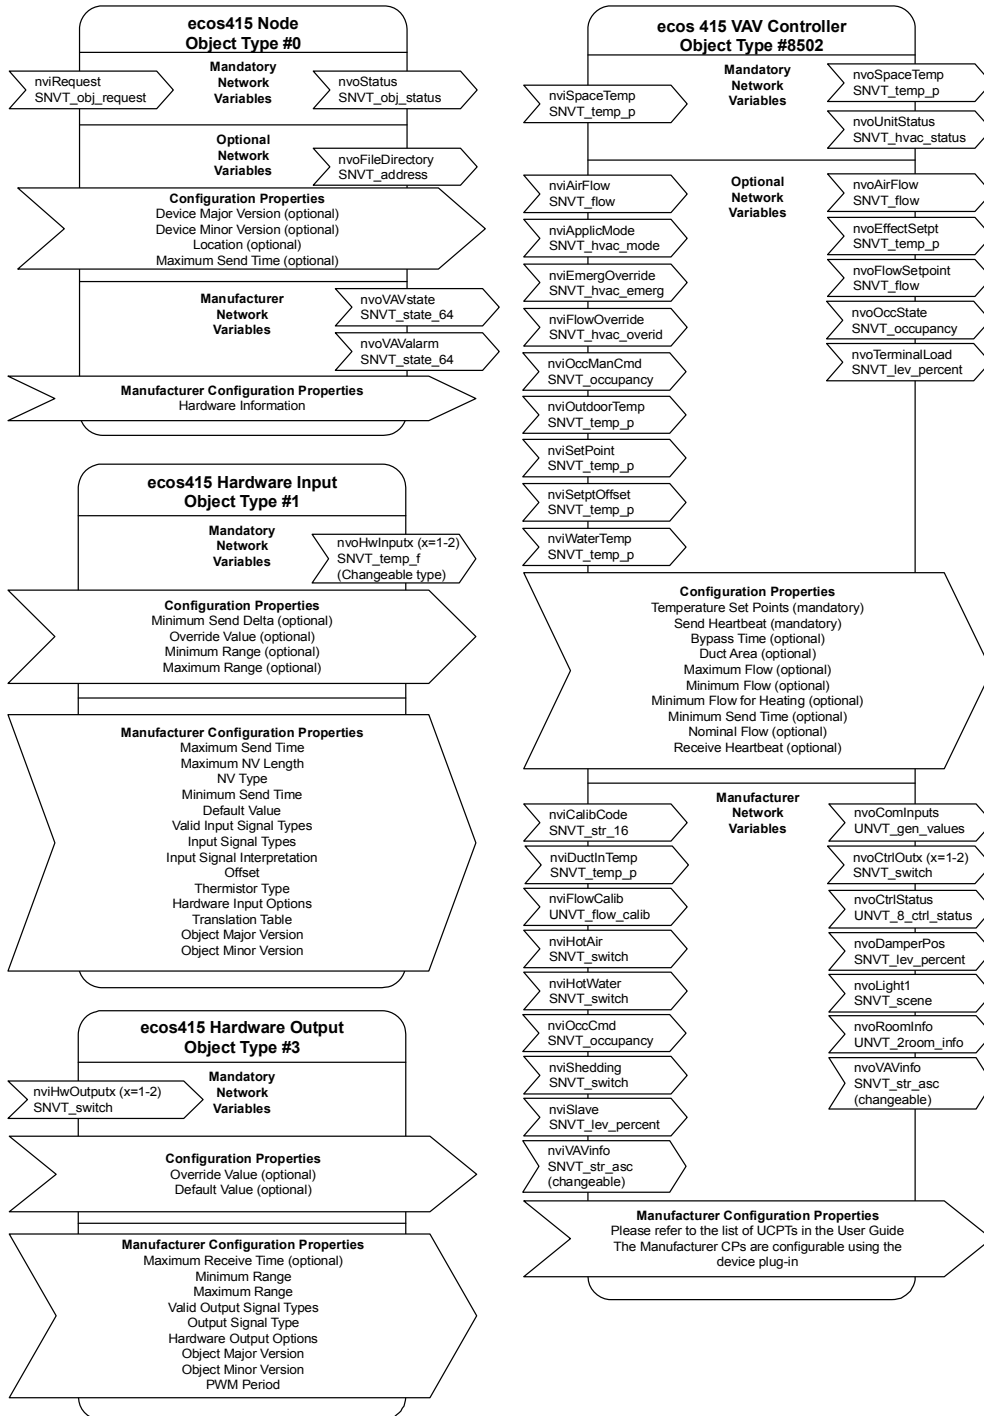 ecos415 Node
Object Type #0
Mandatory
Network
Variables
nviRequest
SNVT_obj_request
nvoStatus
SNVT_obj_status
Optional
Network
Variables
nvoFileDirectory
SNVT_address
Configuration Properties
Device Major Version (optional)
Device Minor Version (optional)
Location (optional)
Maximum Send Time (optional)
Manufacturer
Network
Variables
nvoVAVstate
SNVT_state_64
nvoVAValarm
SNVT_state_64
Manufacturer Configuration Properties
Hardware Information
ecos415 Hardware Input
Object Type #1
Mandatory
Network
Variables
nvoHwInputx (x=1-2)
SNVT_temp_f
(Changeable type)
Configuration Properties
Minimum Send Delta (optional)
Override Value (optional)
Minimum Range (optional)
Maximum Range (optional)
Manufacturer Configuration Properties
Maximum Send Time
Maximum NV Length
NV Type
Minimum Send Time
Default Value
Valid Input Signal Types
Input Signal Types
Input Signal Interpretation
Offset
Thermistor Type
Hardware Input Options
Translation Table
Object Major Version
Object Minor Version
ecos415 Hardware Output
Object Type #3
Mandatory
Network
Variables
nviHwOutputx (x=1-2)
SNVT_switch
Configuration Properties
Override Value (optional)
Default Value (optional)
Manufacturer Configuration Properties
Maximum Receive Time (optional)
Minimum Range
Maximum Range
Valid Output Signal Types
Output Signal Type
Hardware Output Options
Object Major Version
Object Minor Version
PWM Period
ecos 415 VAV Controller
Object Type #8502
Mandatory
Network
Variables
nviSpaceTemp
SNVT_temp_p
nvoSpaceTemp
SNVT_temp_p
nvoUnitStatus
SNVT_hvac_status
Optional
Network
Variables
nviAirFlow
SNVT_flow
nviApplicMode
SNVT_hvac_mode
nviEmergOverride
SNVT_hvac_emerg
nviFlowOverride
SNVT_hvac_overid
nviOccManCmd
SNVT_occupancy
nviOutdoorTemp
SNVT_temp_p
nviSetPoint
SNVT_temp_p
nviSetptOffset
SNVT_temp_p
nviWaterTemp
SNVT_temp_p
nvoAirFlow
SNVT_flow
nvoEffectSetpt
SNVT_temp_p
nvoFlowSetpoint
SNVT_flow
nvoOccState
SNVT_occupancy
nvoTerminalLoad
SNVT_lev_percent
Configuration Properties
Temperature Set Points (mandatory)
Send Heartbeat (mandatory)
Bypass Time (optional)
Duct Area (optional)
Maximum Flow (optional)
Minimum Flow (optional)
Minimum Flow for Heating (optional)
Minimum Send Time (optional)
Nominal Flow (optional)
Receive Heartbeat (optional)
Manufacturer
Network
Variables
nviCalibCode
SNVT_str_16
nviDuctInTemp
SNVT_temp_p
nviFlowCalib
UNVT_flow_calib
nviHotAir
SNVT_switch
nviHotWater
SNVT_switch
nviOccCmd
SNVT_occupancy
nviShedding
SNVT_switch
nviSlave
SNVT_lev_percent
nviVAVinfo
SNVT_str_asc
(changeable)
nvoComInputs
UNVT_gen_values
nvoCtrlOutx (x=1-2)
SNVT_switch
nvoCtrlStatus
UNVT_8_ctrl_status
nvoDamperPos
SNVT_lev_percent
nvoLight1
SNVT_scene
nvoRoomInfo
UNVT_2room_info
nvoVAVinfo
SNVT_str_asc
(changeable)
Manufacturer Configuration Properties
Please refer to the list of UCPTs in the User Guide
The Manufacturer CPs are configurable using the
device plug-in